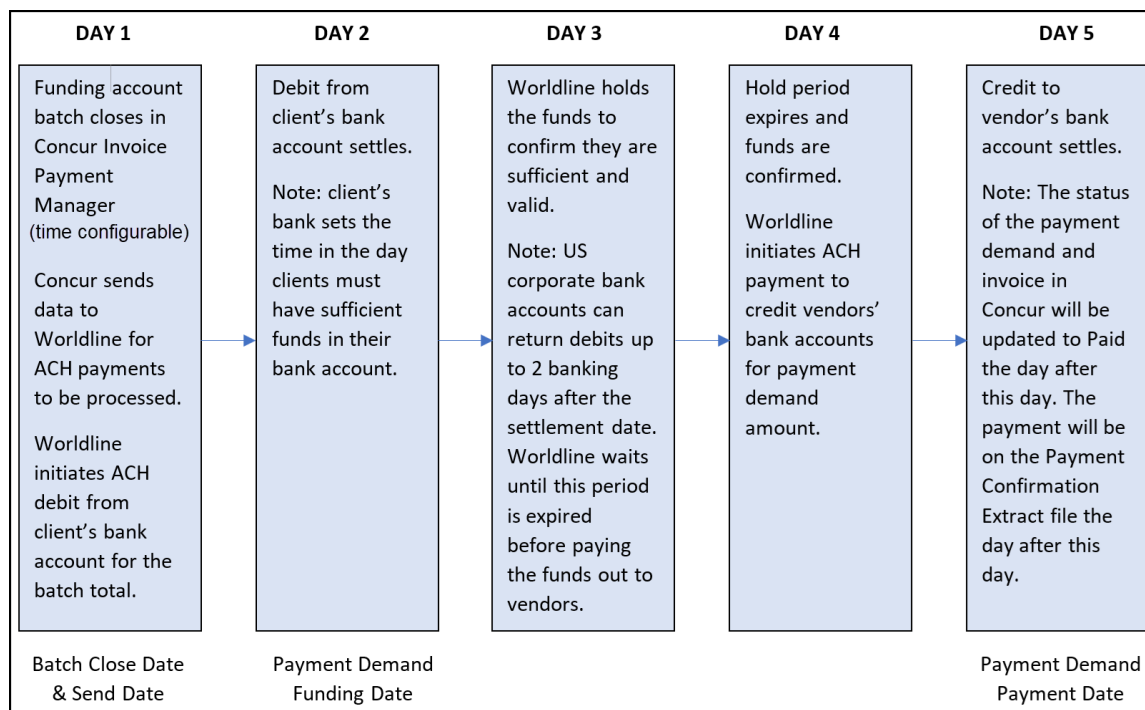 DAY 1
Funding account
batch closes in
Concur Invoice
Payment
Manager
(time configurable)
Concur sends
data to
Worldline for
ACH payments
to be processed.
Worldline
initiates ACH
debit from
client’s bank
account for the
batch total.
Batch Close Date
& Send Date
DAY 2
Debit from
client’s bank
account settles.
Note: client’s
bank sets the
time in the day
clients must
have sufficient
funds in their
bank account.
Payment Demand
Funding Date
DAY 3
Worldline holds
the funds to
confirm they are
sufficient and
valid.
Note: US
corporate bank
accounts can
return debits up
to 2 banking
days after the
settlement date.
Worldline waits
until this period
is expired
before paying
the funds out to
vendors.
DAY 4
Hold period
expires and
funds are
confirmed.
Worldline
initiates ACH
payment to
credit vendors’
bank accounts
for payment
demand
amount.
DAY 5
Credit to
vendor’s bank
account settles.
Note: The status
of the payment
demand and
invoice in
Concur will be
updated to Paid
the day after
this day. The
payment will be
on the Payment
Confirmation
Extract file the
day after this
day.
Payment Demand
Payment Date